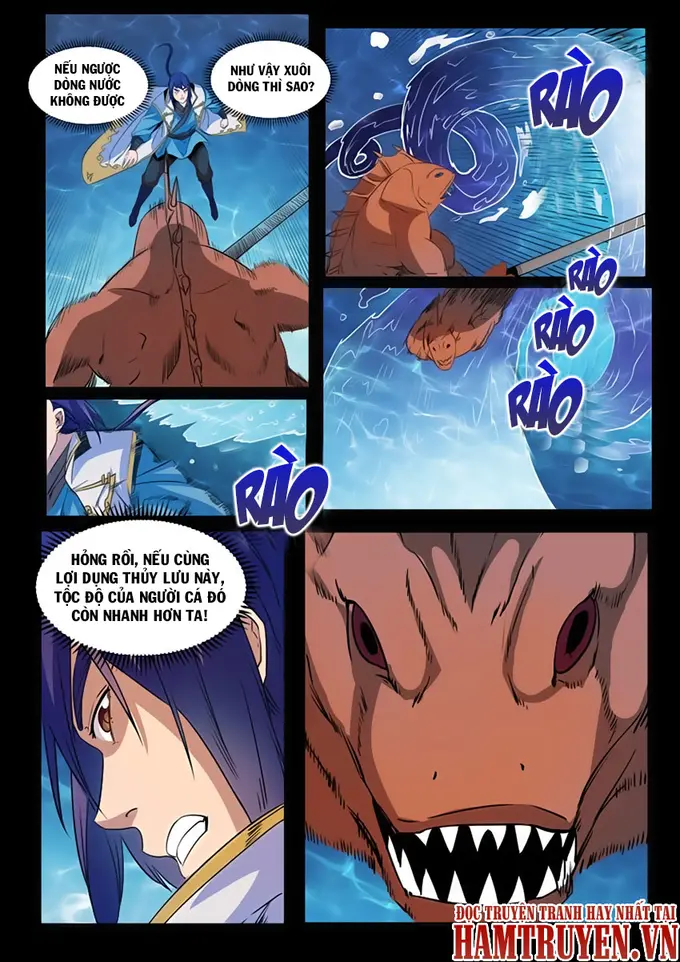 NẾU NGƯỢC
DÒNG NƯỚC
KHÔNG ĐƯỢC
NHƯ VẬY XUÔI
DÒNG THÌ SAO?
RÀO
RÀO
RÀO
RÀO
RÀO
HỎNG RỒI, NẾU CÙNG
LỢI DỤNG THỦY LƯU NÀY,
TỘC ĐỘ CỦA NGƯỜI CÁ ĐÓ
CÒN NHANH HƠN TA!
ĐỌC TRUYỆN TRANH HAY NHẤT TẠI
HAMTRUYEN.VN